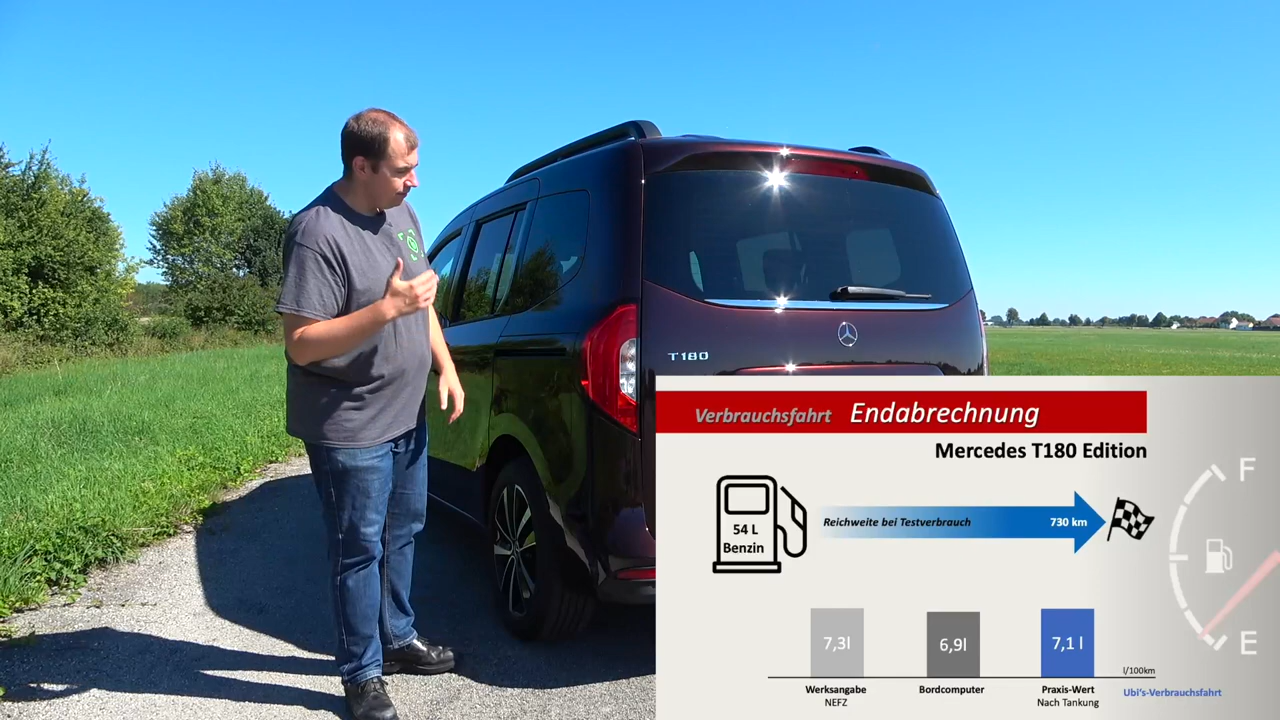 T180
Verbrauchsfahrt Endabrechnung
Mercedes T180 Edition
54 L
Benzin
Reichweite bei Testverbrauch
730 km
F
E
7,3l
6,9l
7,1 l
l/100km
Werksangabe
NEFZ
Bordcomputer
Praxis-Wert
Nach Tankung
Ubi's-Verbrauchsfahrt